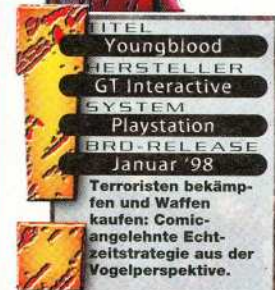 TITEL
Youngblood
HERSTELLER
GT Interactive
SYSTEM
Playstation
BRD-RELEASE
Januar '98
Terroristen bekämp-
fen und Waffen
kaufen: Comic-
angelehnte Echt-
zeitstrategie aus der
Vogelperspektive.